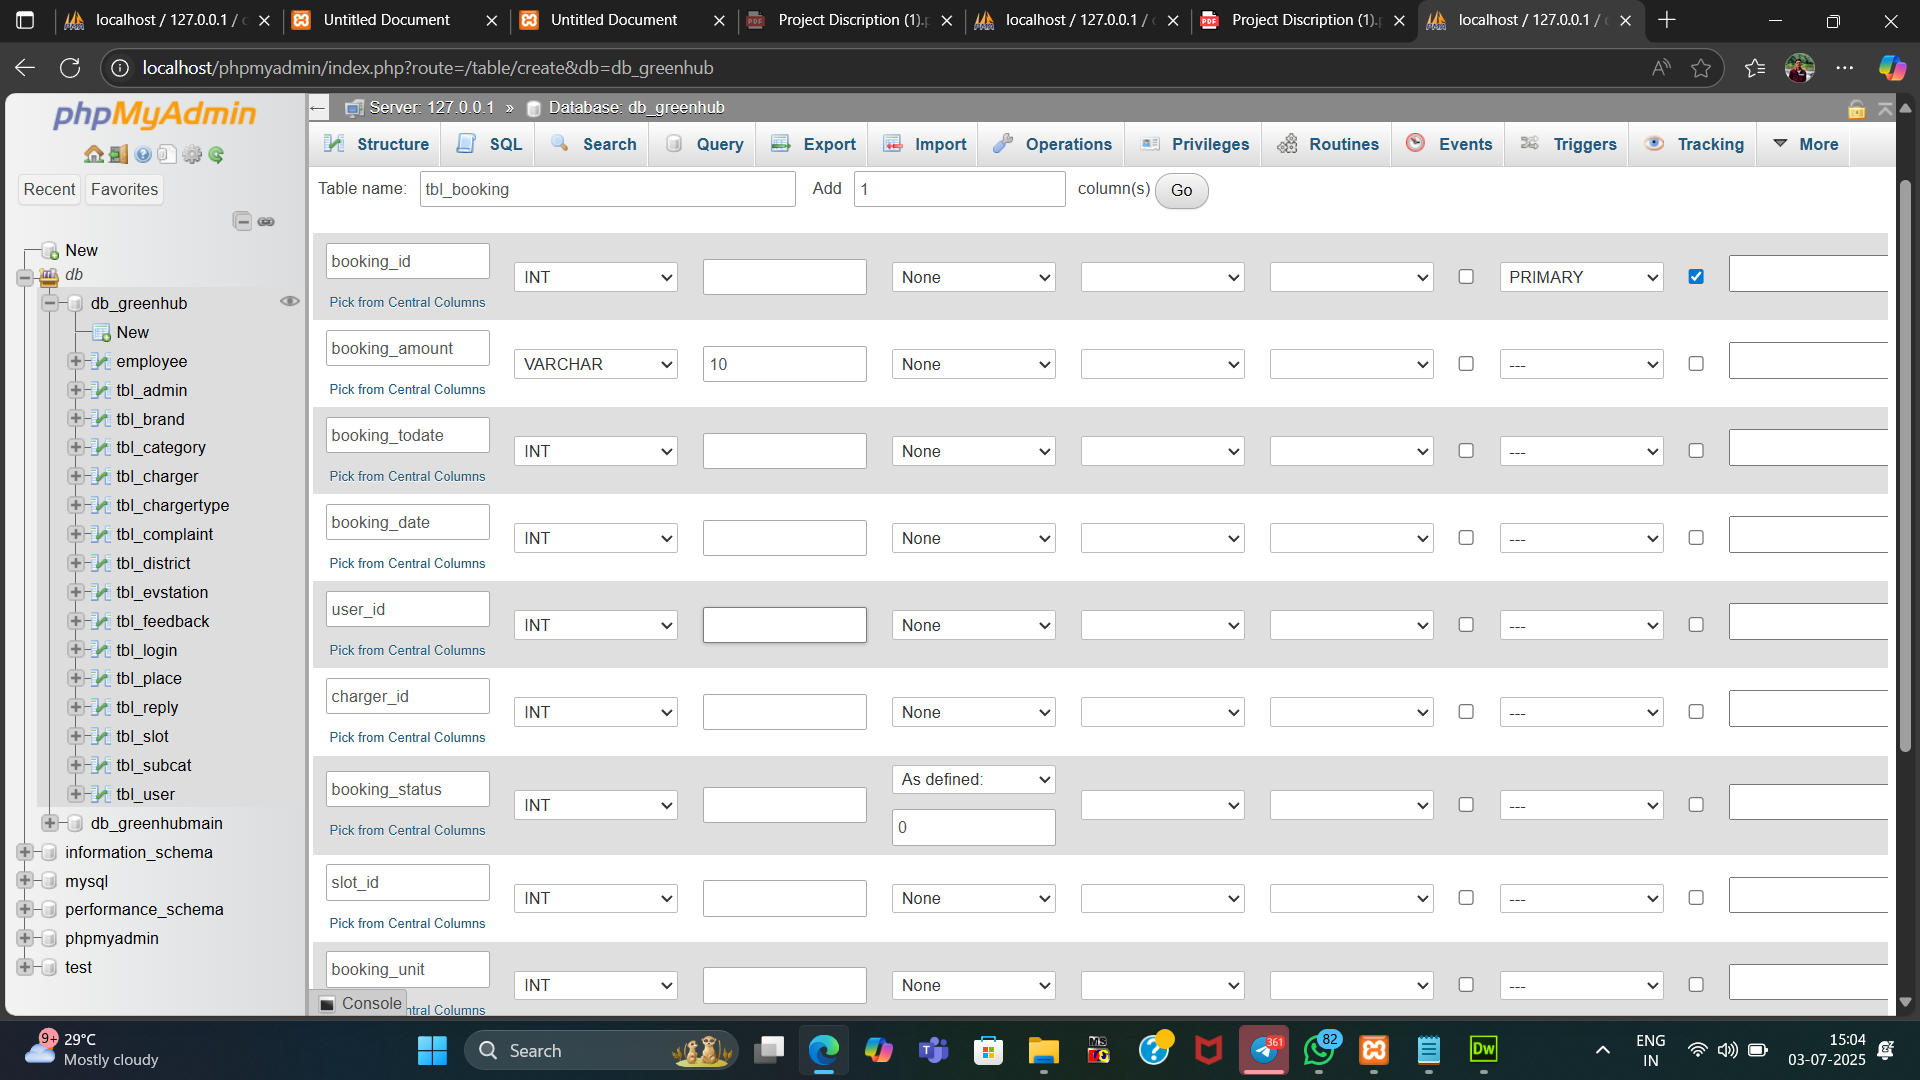 localhost / 127.0.0.1 / c
Untitled Document
Untitled Document
Project Discription (1).p
localhost / 127.0.0.1 / c
Project Discription (1).p
localhost / 127.0.0.1 / c
localhost/phpmyadmin/index.php?route=/table/create&db=db_greenhub
phpMyAdmin
Recent
Favorites
New
db
db_greenhub
New
employee
tbl_admin
tbl_brand
tbl_category
tbl_charger
tbl_chargertype
tbl_complaint
tbl_district
tbl_evstation
tbl_feedback
tbl_login
tbl_place
tbl_reply
tbl_slot
tbl_subcat
tbl_user
db_greenhubmain
information_schema
mysql
performance_schema
phpmyadmin
test
Server: 127.0.0.1 » Database: db_greenhub
Structure SQL Search Query Export Import Operations Privileges Routines Events Triggers Tracking More
Table name: tbl_booking Add 1 column(s) Go
booking_id INT None PRIMARY
Pick from Central Columns
booking_amount VARCHAR 10 None ---
Pick from Central Columns
booking_todate INT None ---
Pick from Central Columns
booking_date INT None ---
Pick from Central Columns
user_id INT None ---
Pick from Central Columns
charger_id INT None ---
Pick from Central Columns
booking_status INT As defined: ---
0
Pick from Central Columns
slot_id INT None ---
Pick from Central Columns
booking_unit INT None ---
Console
ntral Columns
9+
29°C
Mostly cloudy
Search
MS
361
82
Dw
ENG
IN
15:04
03-07-2025